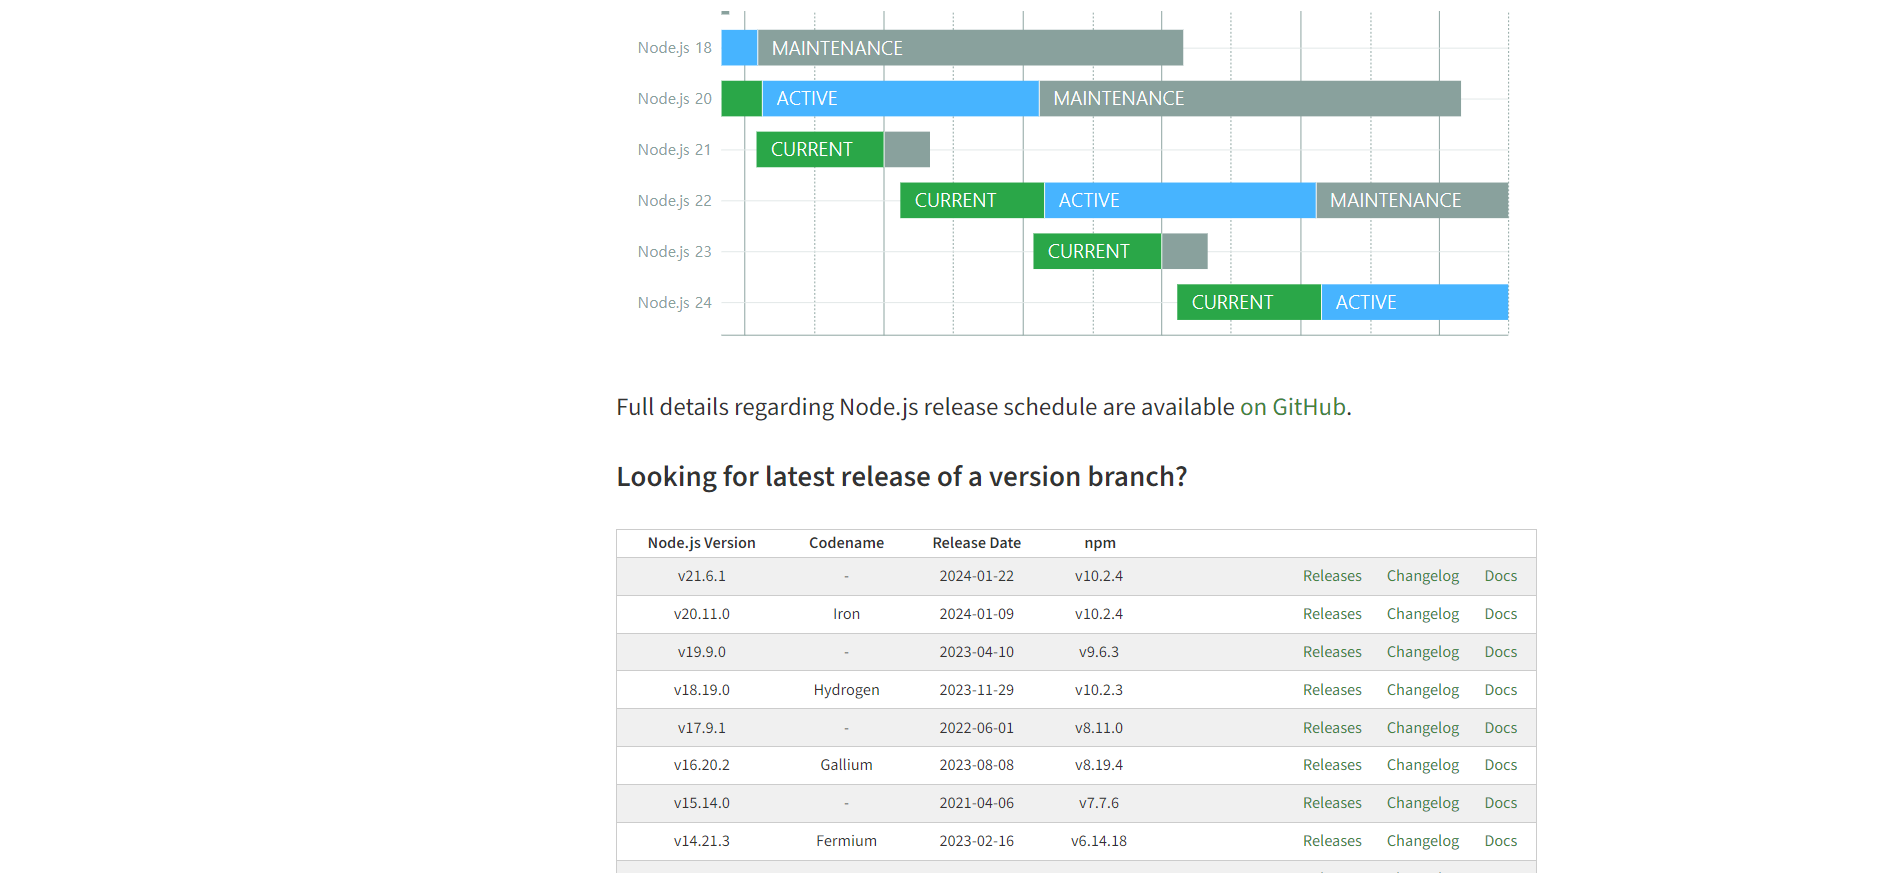 Node.js 18 MAINTENANCE
Node.js 20 ACTIVE MAINTENANCE
Node.js 21 CURRENT
Node.js 22 CURRENT ACTIVE MAINTENANCE
Node.js 23 CURRENT
Node.js 24 CURRENT ACTIVE
Full details regarding Node.js release schedule are available on GitHub.
Looking for latest release of a version branch?
Node.js Version Codename Release Date npm
v21.6.1 - 2024-01-22 v10.2.4 Releases Changelog Docs
v20.11.0 Iron 2024-01-09 v10.2.4 Releases Changelog Docs
v19.9.0 - 2023-04-10 v9.6.3 Releases Changelog Docs
v18.19.0 Hydrogen 2023-11-29 v10.2.3 Releases Changelog Docs
v17.9.1 - 2022-06-01 v8.11.0 Releases Changelog Docs
v16.20.2 Gallium 2023-08-08 v8.19.4 Releases Changelog Docs
v15.14.0 - 2021-04-06 v7.7.6 Releases Changelog Docs
v14.21.3 Fermium 2023-02-16 v6.14.18 Releases Changelog Docs